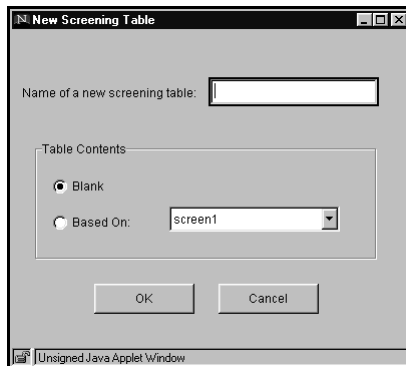 New Screening Table
Name of a new screening table:
Table Contents
Blank
Based On: screen1
OK Cancel
Unsigned Java Applet Window